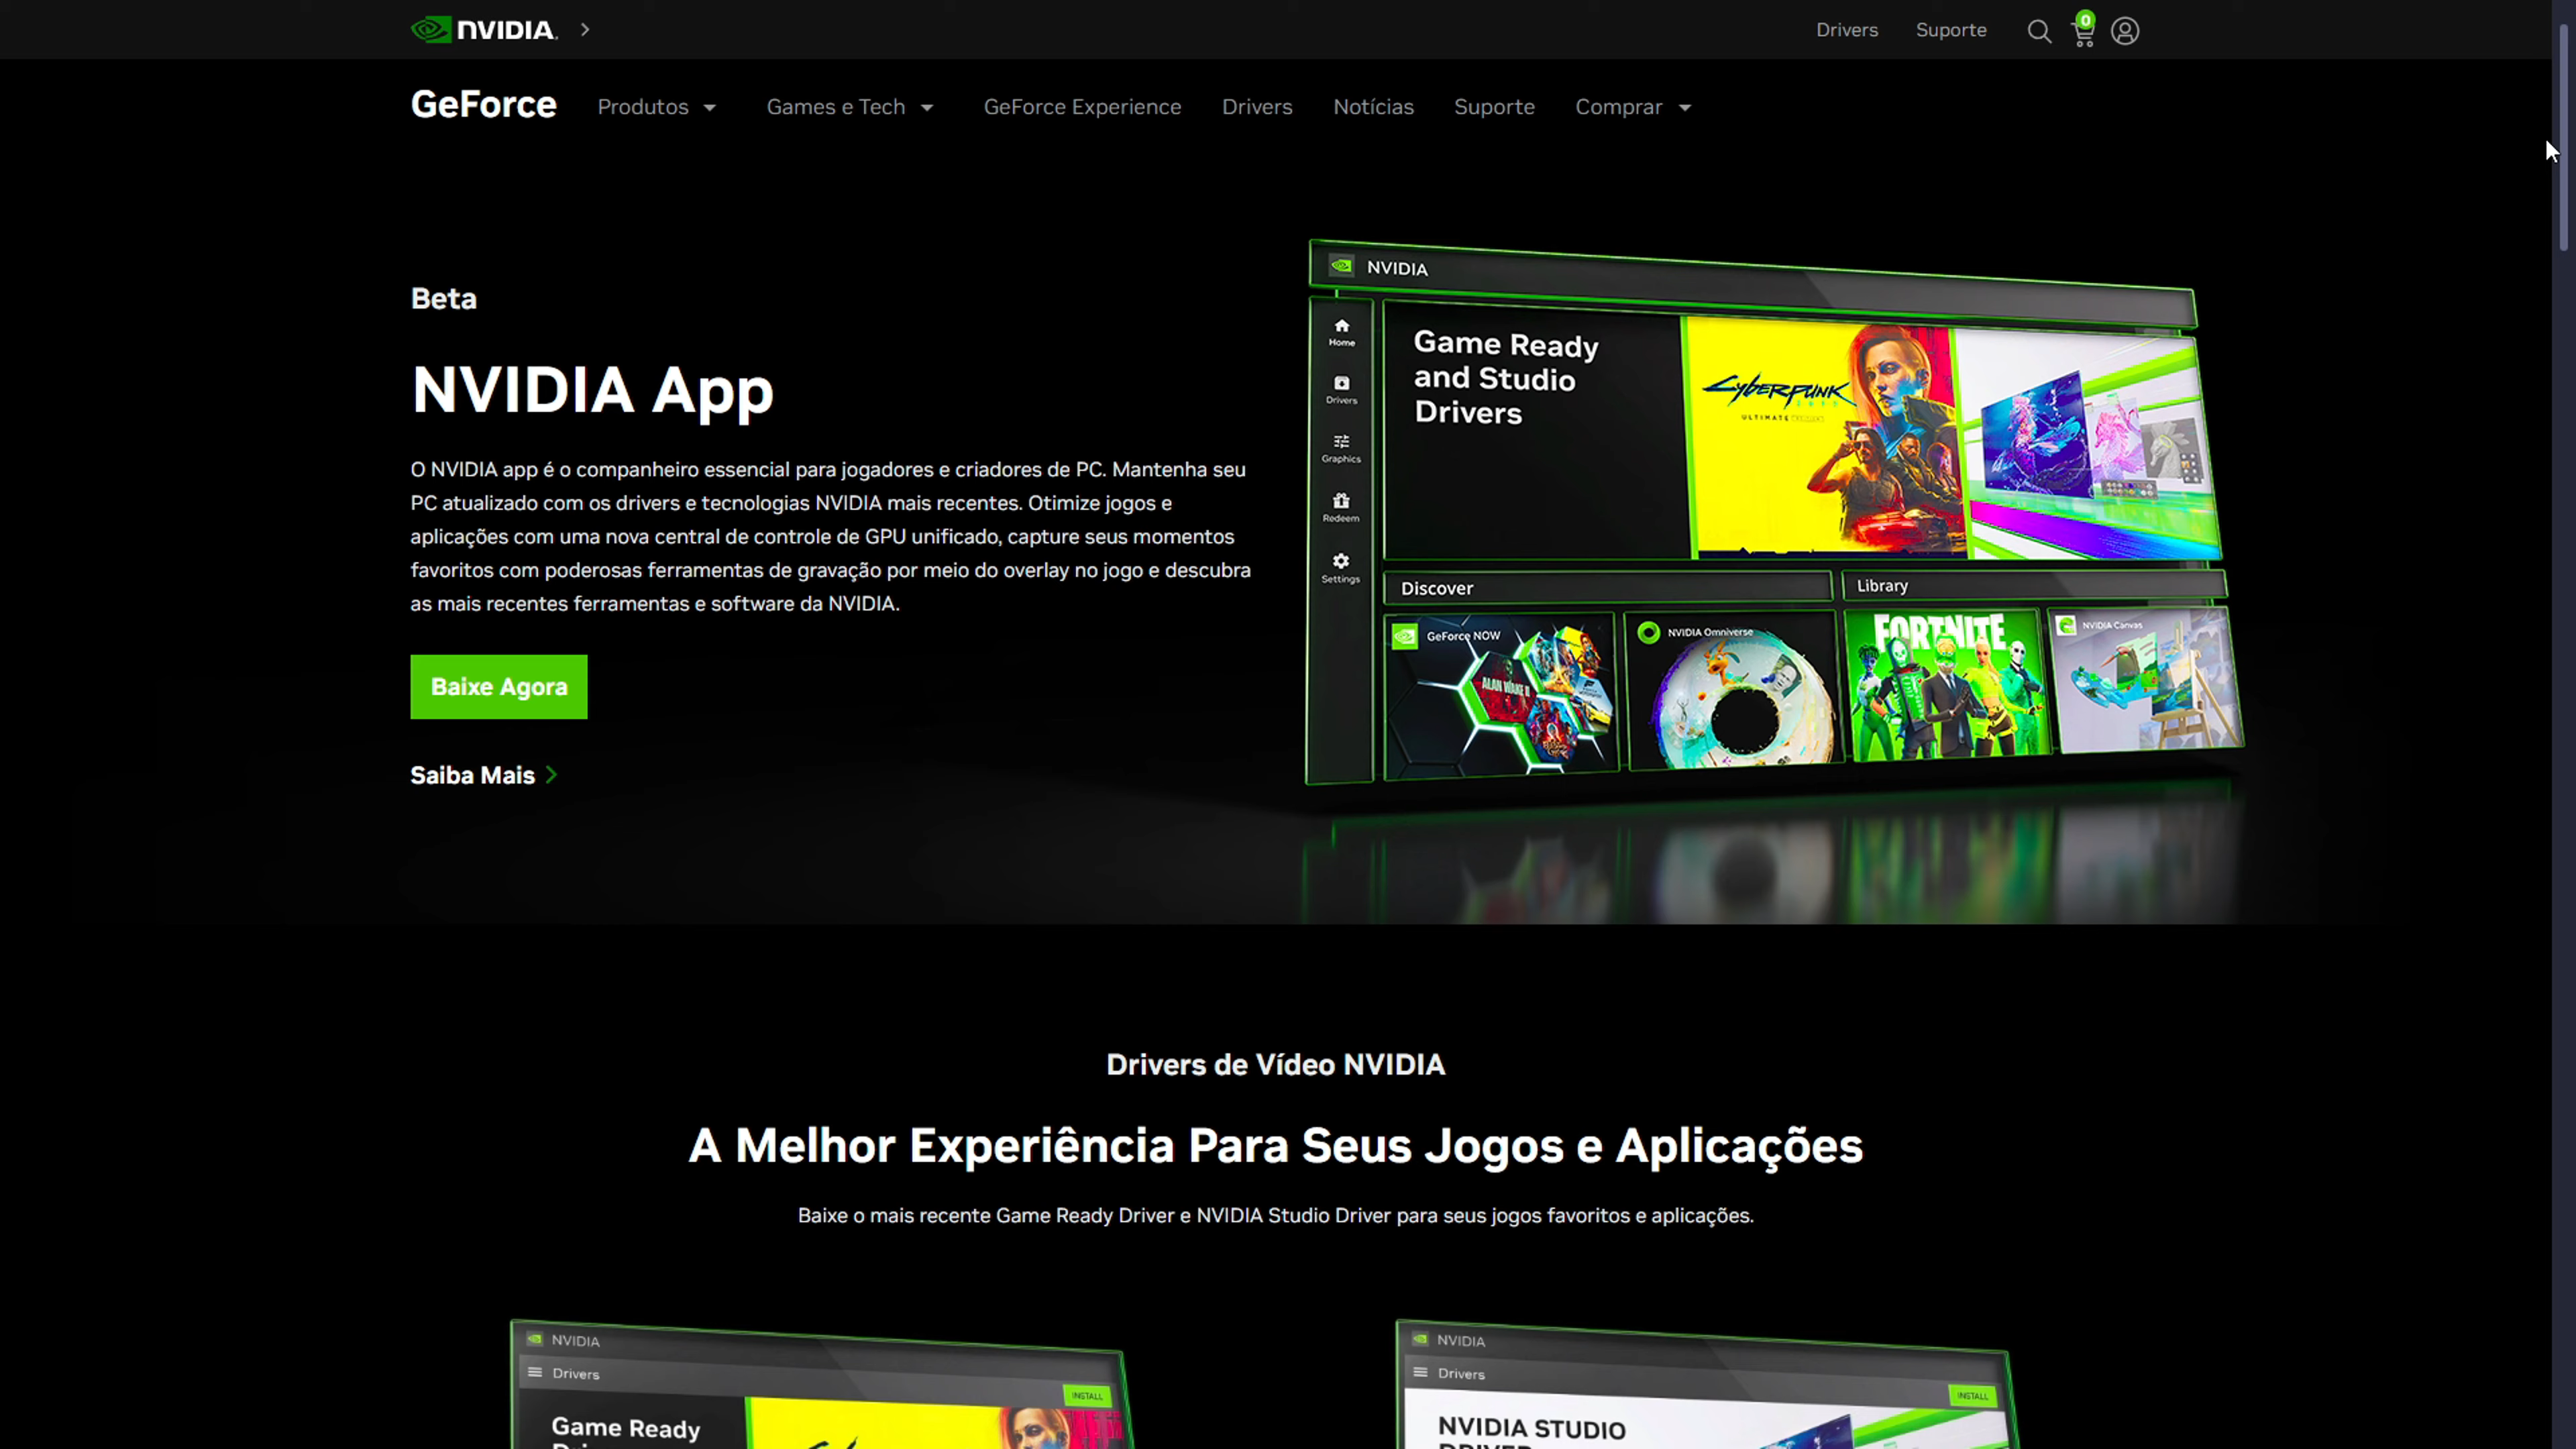 NVIDIA.
Drivers
Suporte
0
GeForce
Produtos
Games e Tech
GeForce Experience
Drivers
Notícias
Suporte
Comprar
Beta
NVIDIA App
O NVIDIA app é o companheiro essencial para jogadores e criadores de PC. Mantenha seu
PC atualizado com os drivers e tecnologias NVIDIA mais recentes. Otimize jogos e
aplicações com uma nova central de controle de GPU unificado, capture seus momentos
favoritos com poderosas ferramentas de gravação por meio do overlay no jogo e descubra
as mais recentes ferramentas e software da NVIDIA.
Baixe Agora
Saiba Mais
NVIDIA
Home
Drivers
Graphics
Redeem
Settings
Game Ready
and Studio
Drivers
Cyberpunk
ULTIMATE
Discover
Library
GeForce NOW
ALAN WAKE II
NVIDIA Omniverse
FORTNITE
NVIDIA Canvas
Drivers de Vídeo NVIDIA
A Melhor Experiência Para Seus Jogos e Aplicações
Baixe o mais recente Game Ready Driver e NVIDIA Studio Driver para seus jogos favoritos e aplicações.
NVIDIA
Drivers
INSTALL
Game Ready
NVIDIA
Drivers
INSTALL
NVIDIA STUDIO
DRIVER